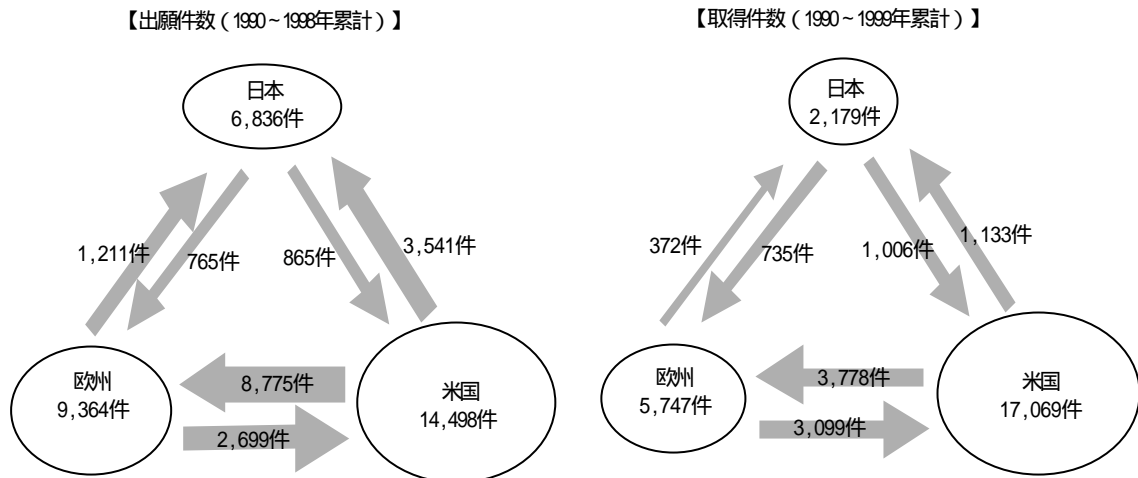 【出願件数（1990～1998年累計）】
日本
6,836件
1,211件
765件
865件
3,541件
欧州
9,364件
8,775件
2,699件
米国
14,498件
【取得件数（1990～1999年累計）】
日本
2,179件
372件
735件
1,006件
1,133件
欧州
5,747件
3,778件
3,099件
米国
17,069件